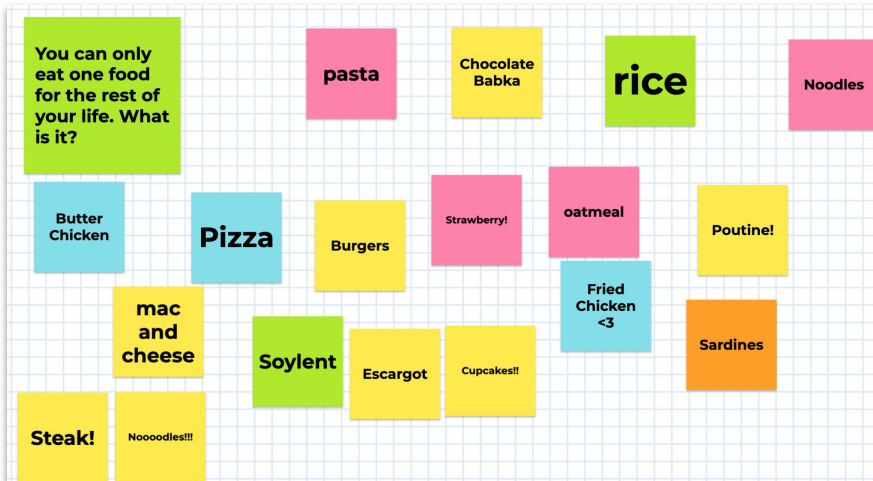 You can only
eat one food
for the rest of
your life. What
is it?
pasta
Chocolate
Babka
rice
Noodles
Butter
Chicken
Pizza
Burgers
Strawberry!
oatmeal
Poutine!
mac
and
cheese
Soylent
Escargot
Cupcakes!!
Fried
Chicken
<3
Sardines
Steak!
Noooodles!!!